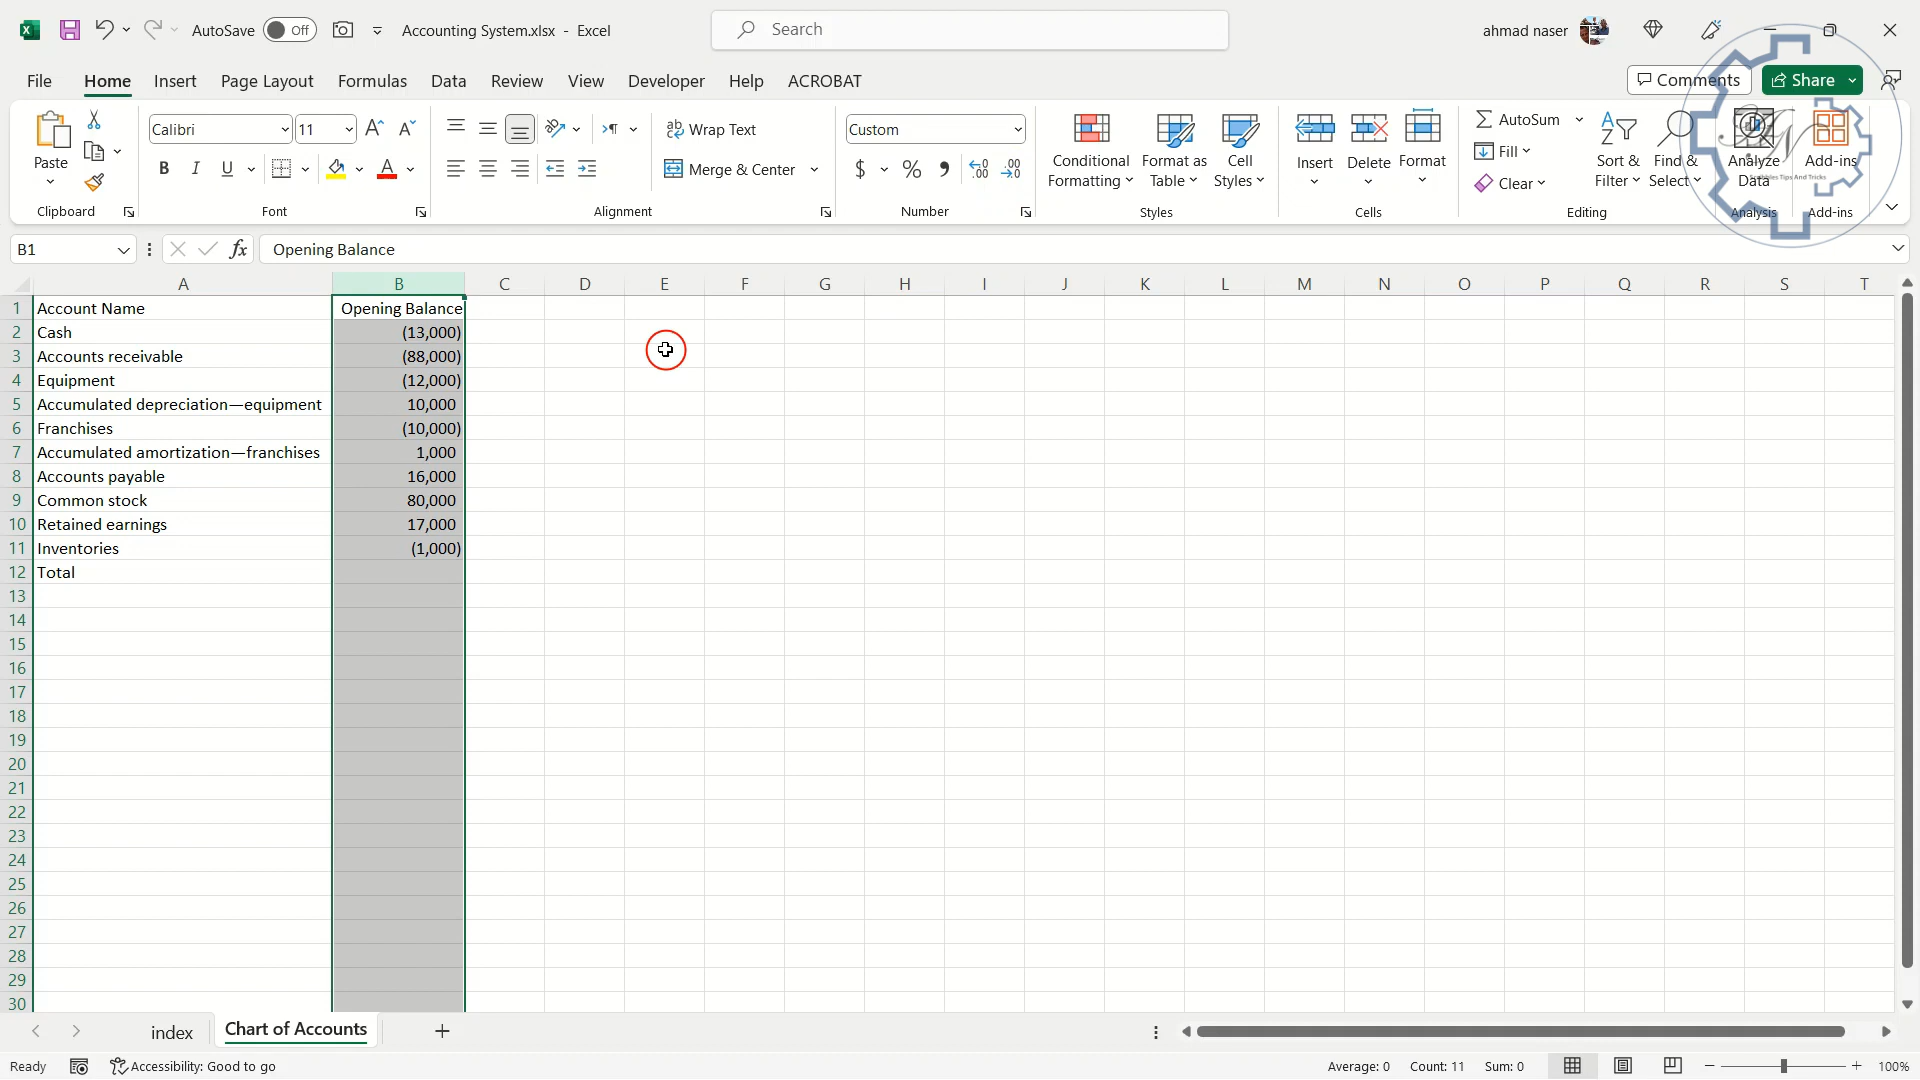 AutoSave Off Accounting System.xlsx - Excel Search ahmad naser
File Home Insert Page Layout Formulas Data Review View Developer Help ACROBAT Comments Share
Paste
Clipboard
Calibri 11
B I U
Font
Wrap Text
Merge & Center
Alignment
Custom
$ % ,
Number
Conditional Formatting
Format as Table
Cell Styles
Styles
Insert Delete Format
Cells
AutoSum
Fill
Clear
Sort & Filter
Find & Select
Editing
Analyze Data
Analysis
Add-ins
Add-ins
Scribbles Tips And Tricks
B1 fx Opening Balance
A B C D E F G H I J K L M N O P Q R S T
1 Account Name Opening Balance
2 Cash (13,000)
3 Accounts receivable (88,000)
4 Equipment (12,000)
5 Accumulated depreciation—equipment 10,000
6 Franchises (10,000)
7 Accumulated amortization—franchises 1,000
8 Accounts payable 16,000
9 Common stock 80,000
10 Retained earnings 17,000
11 Inventories (1,000)
12 Total
13
14
15
16
17
18
19
20
21
22
23
24
25
26
27
28
29
30
index Chart of Accounts
Ready Accessibility: Good to go Average: 0 Count: 11 Sum: 0 100%